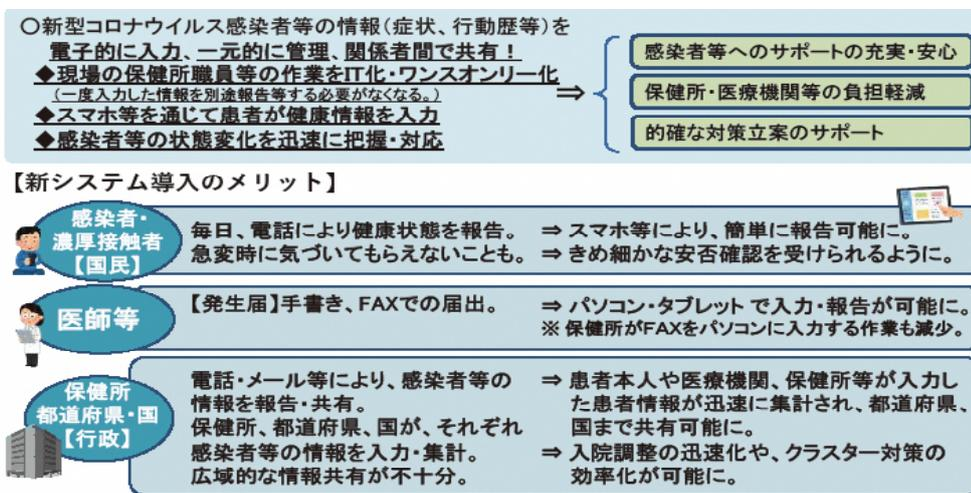 〇新型コロナウイルス感染者等の情報(症状、行動歴等)を
電子的に入力、一元的に管理、関係者間で共有!
◆現場の保健所職員等の作業をIT化・ワンスオンリー化
(一度入力した情報を別途報告等する必要がなくなる。)
◆スマホ等を通じて患者が健康情報を入力
◆感染者等の状態変化を迅速に把握・対応
⇒
感染者等へのサポートの充実・安心
保健所・医療機関等の負担軽減
的確な対策立案のサポート
【新システム導入のメリット】
感染者・
濃厚接触者
【国民】
毎日、電話により健康状態を報告。
急変時に気づいてもらえないことも。
⇒ スマホ等により、簡単に報告可能に。
⇒ きめ細かな安否確認を受けられるように。
医師等
【発生届】手書き、FAXでの届出。
⇒ パソコン・タブレット で入力・報告が可能に。
※ 保健所がFAXをパソコンに入力する作業も減少。
保健所
都道府県・国
【行政】
電話・メール等により、感染者等の
情報を報告・共有。
保健所、都道府県、国が、それぞれ
感染者等の情報を入力・集計。
広域的な情報共有が不十分。
⇒ 患者本人や医療機関、保健所等が入力し
た患者情報が迅速に集計され、都道府県、
国まで共有可能に。
⇒ 入院調整の迅速化や、クラスター対策の
効率化が可能に。